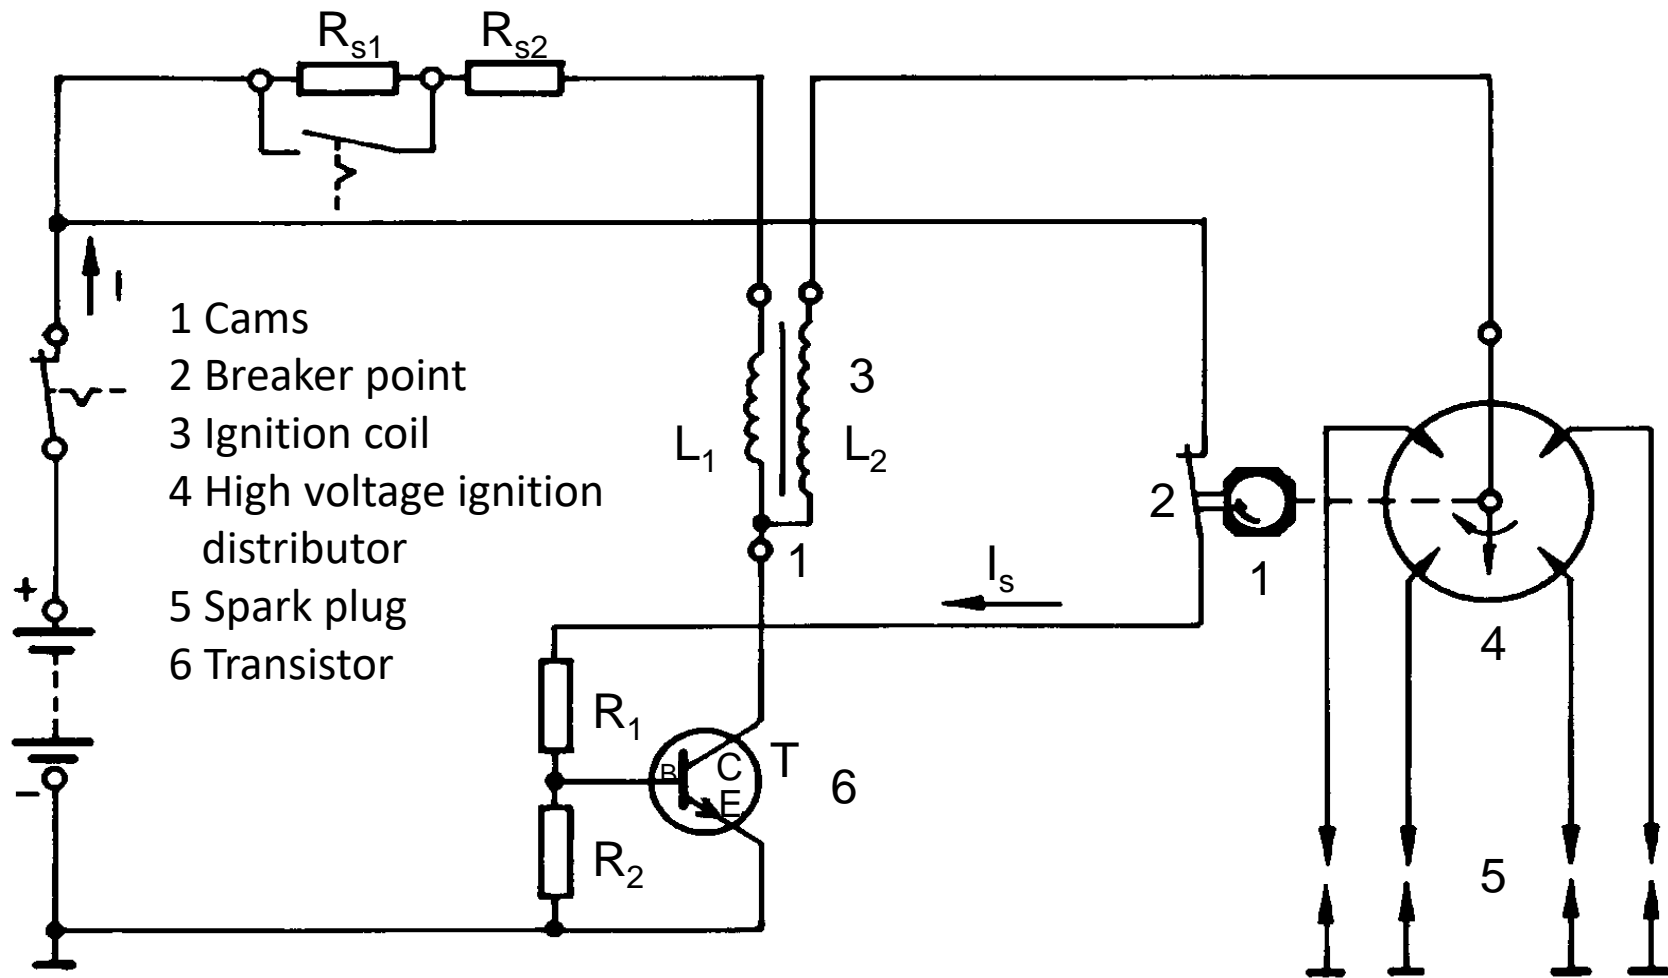 Rs1
Rs2
I
1 Cams
2 Breaker point
3 Ignition coil
4 High voltage ignition
distributor
5 Spark plug
6 Transistor
3
L1
L2
2
1
1
Is
4
+
R1
B
C
E
T
6
−
R2
5